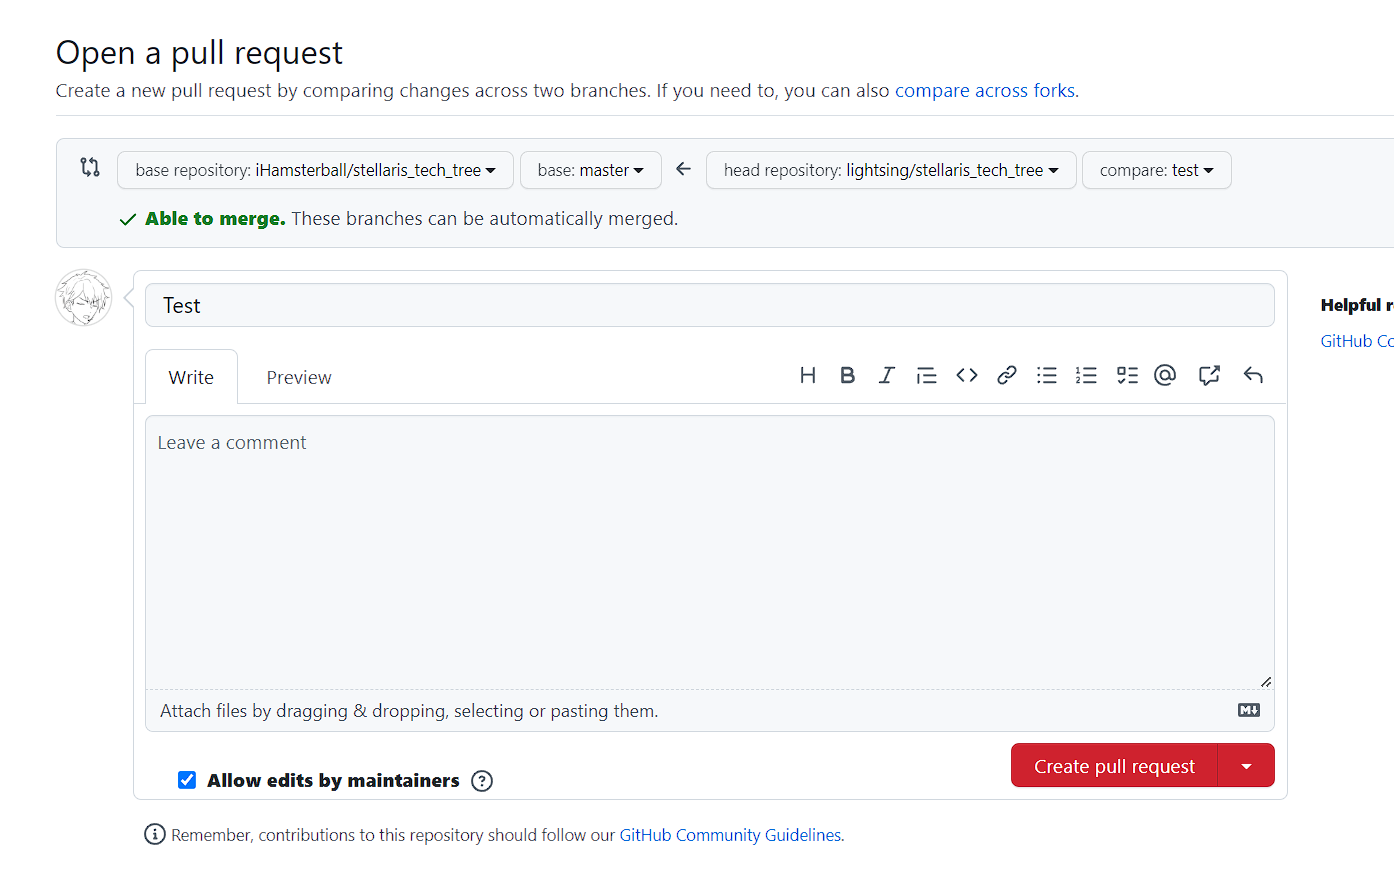 Open a pull request
Create a new pull request by comparing changes across two branches. If you need to, you can also compare across forks.
base repository: iHamsterball/stellaris_tech_tree base: master head repository: lightsing/stellaris_tech_tree compare: test
Able to merge. These branches can be automatically merged.
Test
Helpful r
Write Preview
GitHub Co
Leave a comment
Attach files by dragging & dropping, selecting or pasting them.
Allow edits by maintainers
Create pull request
Remember, contributions to this repository should follow our GitHub Community Guidelines.